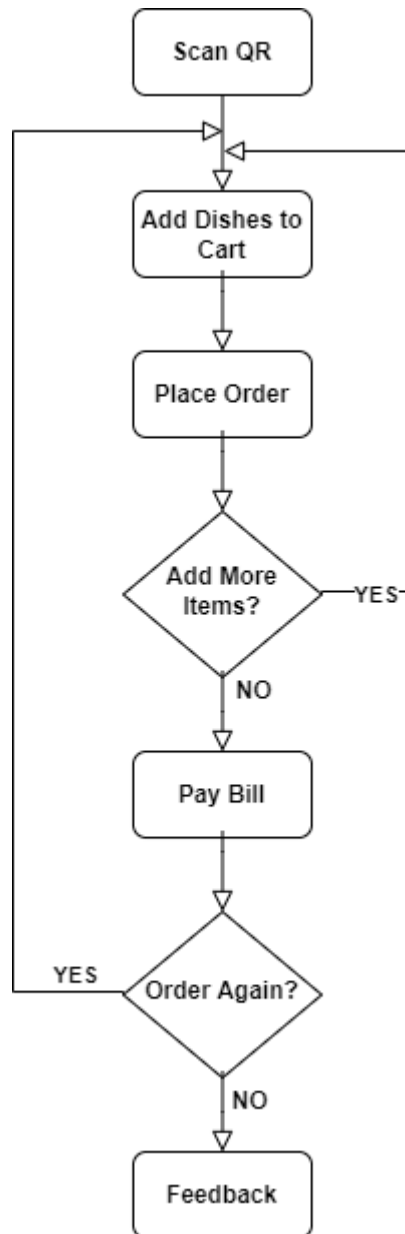 Scan QR
Add Dishes to
Cart
Place Order
Add More
Items?
YES
NO
Pay Bill
Order Again?
YES
NO
Feedback